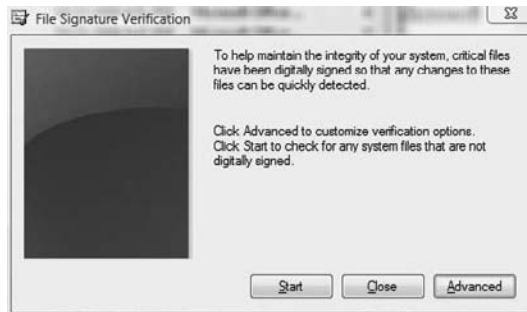 File Signature Verification
To help maintain the integrity of your system, critical files
have been digitally signed so that any changes to these
files can be quickly detected.
Click Advanced to customize verification options.
Click Start to check for any system files that are not
digitally signed.
Start
Close
Advanced